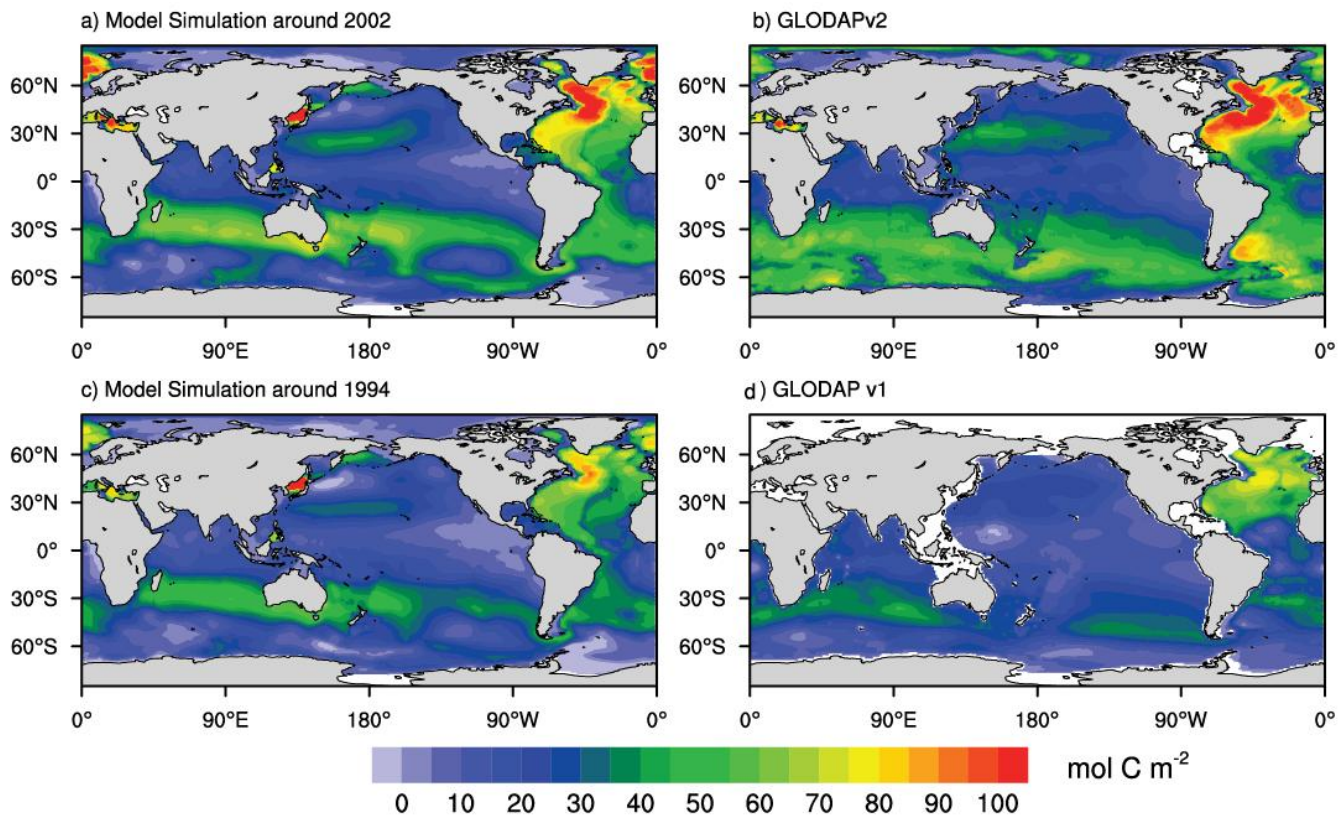 a) Model Simulation around 2002
b) GLODAPv2
60°N
30°N
0°
30°S
60°S
0° 90°E 180° 90°W 0°
60°N
30°N
0°
30°S
60°S
0° 90°E 180° 90°W 0°
c) Model Simulation around 1994
d) GLODAP v1
60°N
30°N
0°
30°S
60°S
0° 90°E 180° 90°W 0°
60°N
30°N
0°
30°S
60°S
0° 90°E 180° 90°W 0°
0 10 20 30 40 50 60 70 80 90 100
mol C m⁻²